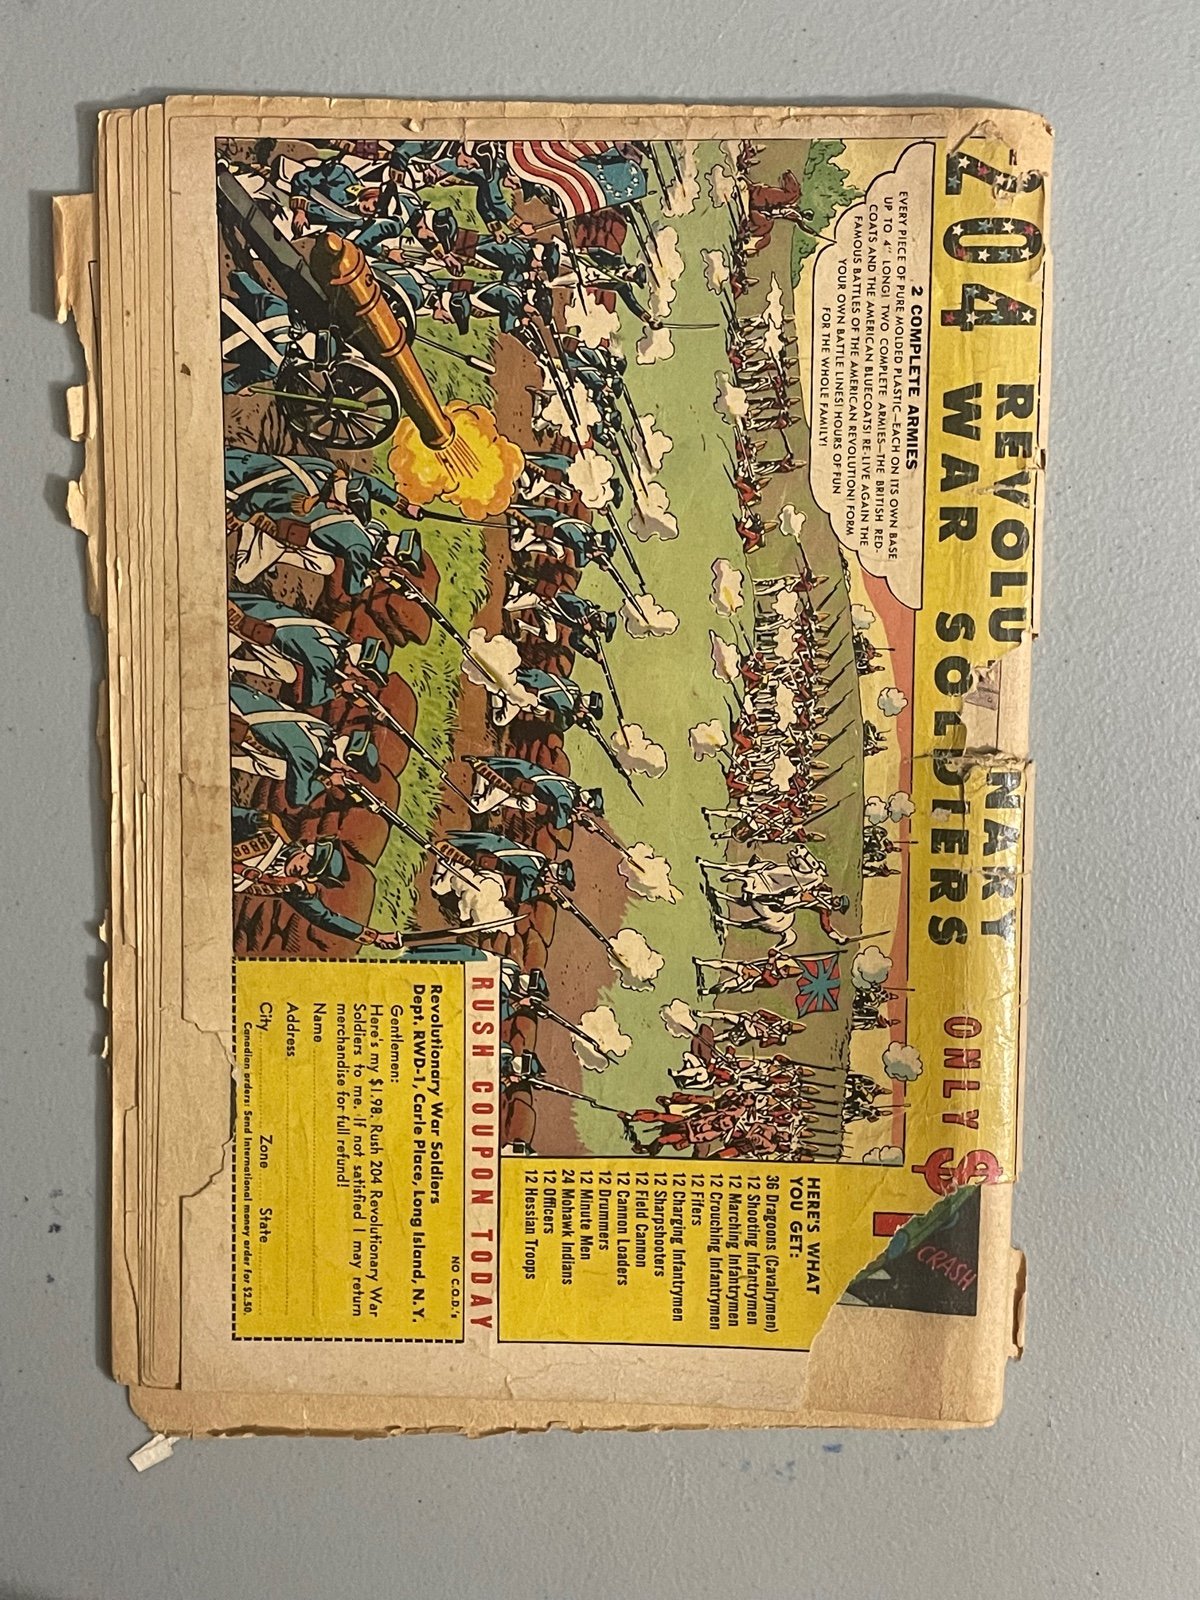 204 REVOLU NARY
WAR SOLDIERS ONLY $1
CRASH
2 COMPLETE ARMIES
EVERY PIECE OF PURE MOLDED PLASTIC—EACH ON ITS OWN BASE
UP TO 4" LONG! TWO COMPLETE ARMIES—THE BRITISH RED-
COATS AND THE AMERICAN BLUECOATS! RE-LIVE AGAIN THE
FAMOUS BATTLES OF THE AMERICAN REVOLUTION! FORM
YOUR OWN BATTLE LINES! HOURS OF FUN
FOR THE WHOLE FAMILY!
HERE'S WHAT
YOU GET:
36 Dragoons (Cavalrymen)
12 Shooting Infantrymen
12 Marching Infantrymen
12 Crouching Infantrymen
12 Fifers
12 Charging Infantrymen
12 Sharpshooters
12 Field Cannon
12 Cannon Loaders
12 Drummers
12 Minute Men
24 Mohawk Indians
12 Officers
12 Hessian Troops
RUSH COUPON TODAY
NO C.O.D.'s
Revolutionary War Soldiers
Dept. RWD-1, Carle Place, Long Island, N. Y.
Gentlemen:
Here's my $1.98. Rush 204 Revolutionary War
Soldiers to me. If not satisfied I may return
merchandise for full refund!
Name
Address
City Zone State
Canadian orders: Send International money order for $2.50.